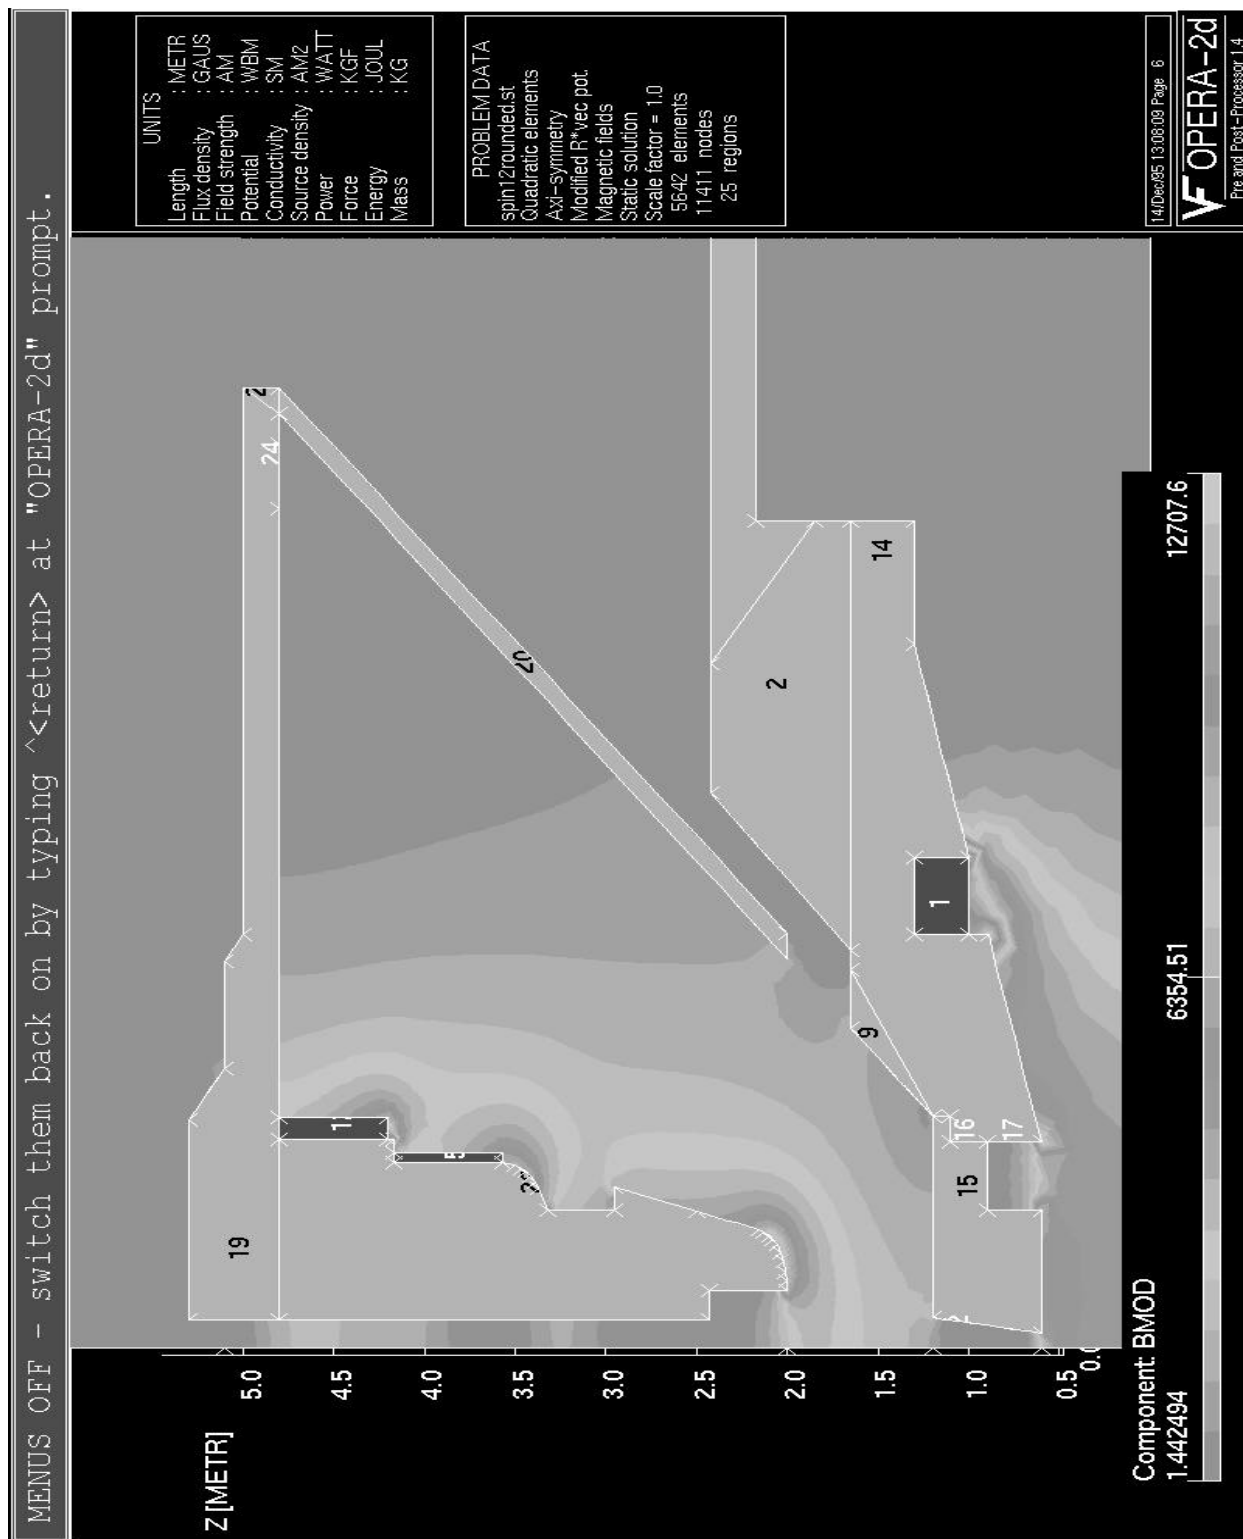 MENUS OFF - switch them back on by typing ^<return> at "OPERA-2d" prompt.
UNITS
Length : METR
Flux density : GAUS
Field strength : AM
Potential : WBM
Conductivity : SM
Source density : AM2
Power : WATT
Force : KGF
Energy : JOUL
Mass : KG
PROBLEM DATA
spin12rounded.st
Quadratic elements
Axi-symmetry
Modified R*vec pot.
Magnetic fields
Static solution
Scale factor = 1.0
5642 elements
11411 nodes
25 regions
14/Dec/95 13:08:09 Page 6
VF OPERA-2d
Pre and Post-Processor 1.4
Z [METR]
5.0
4.5
4.0
3.5
3.0
2.5
2.0
1.5
1.0
0.5
0.0
19
24
20
2
14
1
9
16
17
15
5
Component: BMOD
1.442494
6354.51
12707.6